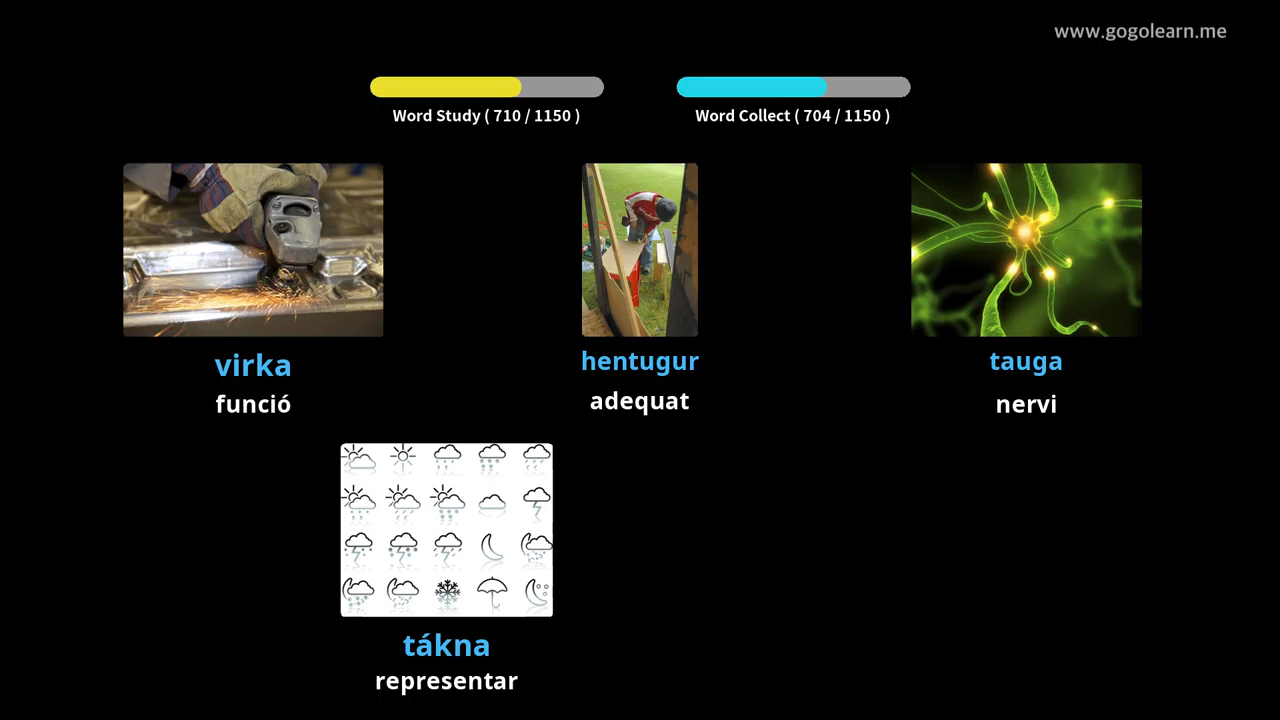 www.gogolearn.me
Word Study ( 710 / 1150 )
Word Collect ( 704 / 1150 )
virka
funció
hentugur
adequat
tauga
nervi
tákna
representar